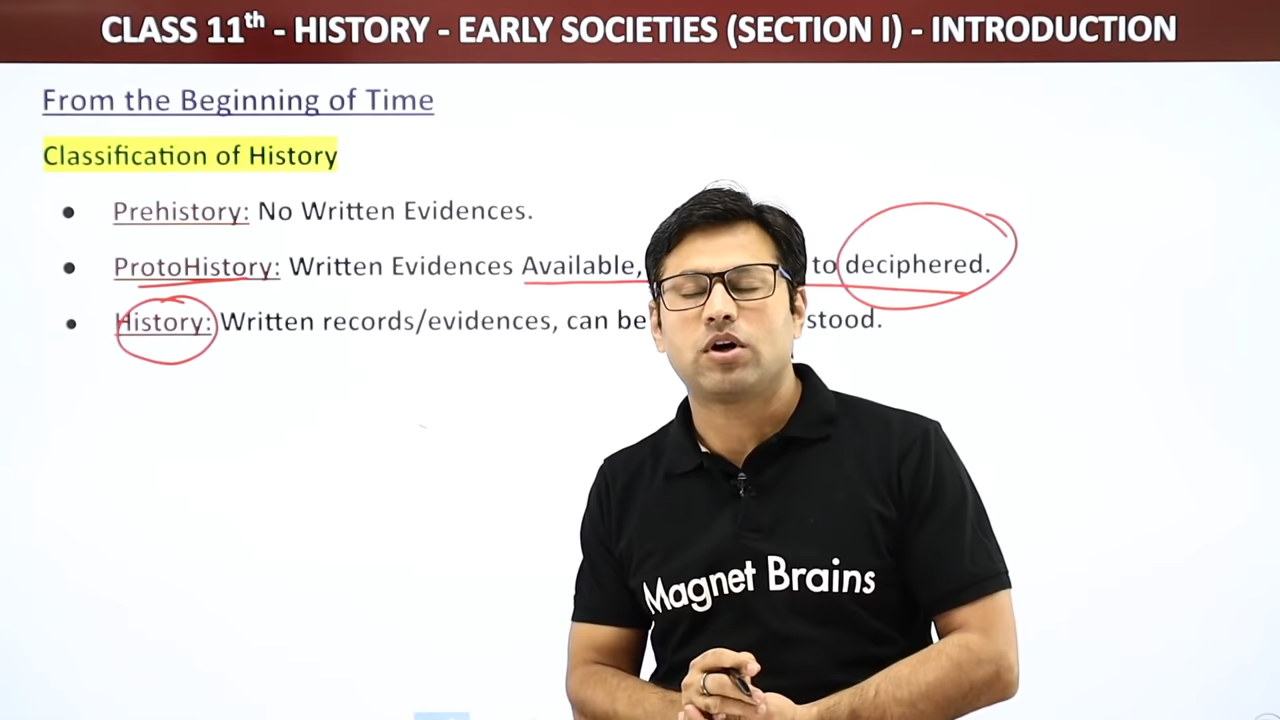 CLASS 11th - HISTORY - EARLY SOCIETIES (SECTION I) - INTRODUCTION
From the Beginning of Time
Classification of History
• Prehistory: No Written Evidences.
• ProtoHistory: Written Evidences Available, to deciphered.
• History: Written records/evidences, can be stood.
Magnet Brains